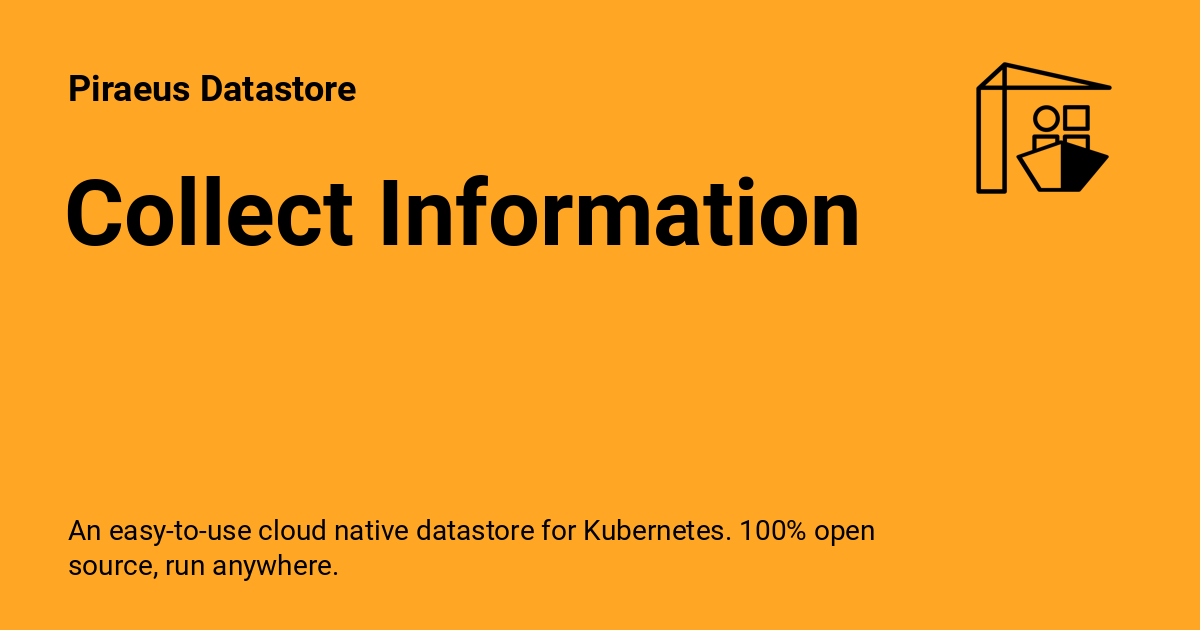 Piraeus Datastore
Collect Information
An easy-to-use cloud native datastore for Kubernetes. 100% open
source, run anywhere.